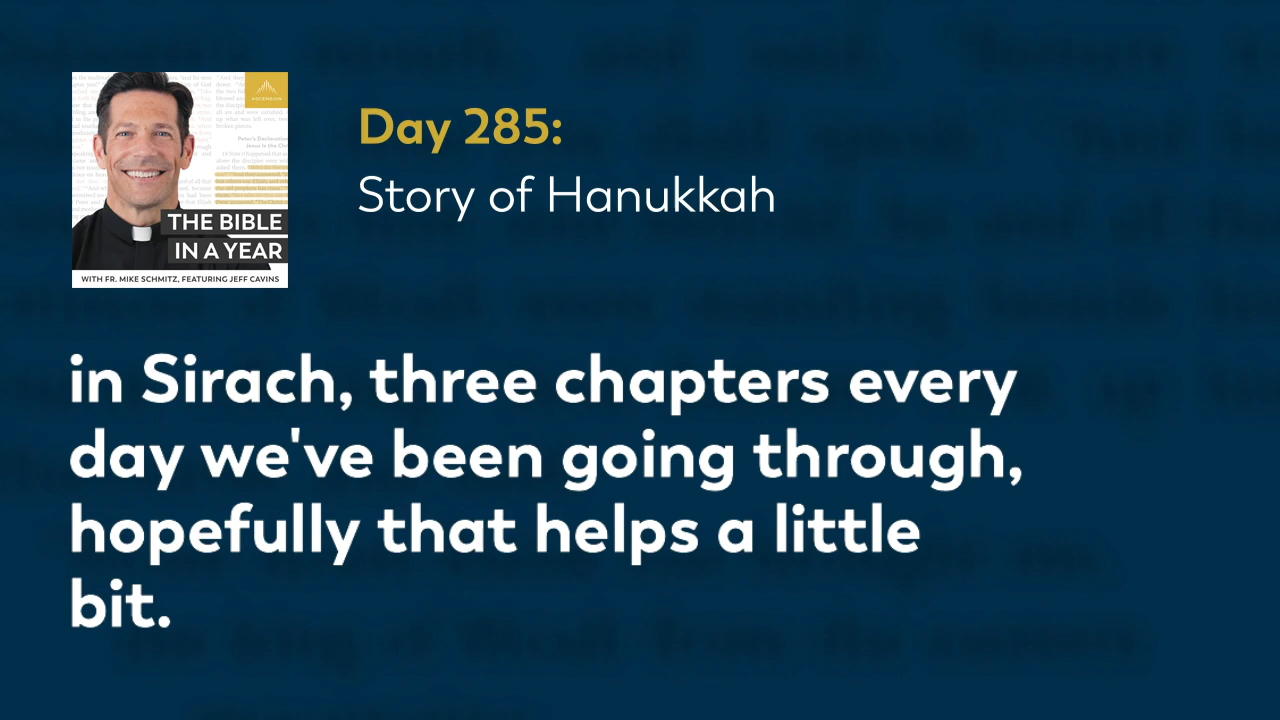 ASCENSION
THE BIBLE
IN A YEAR
WITH FR. MIKE SCHMITZ, FEATURING JEFF CAVINS
Day 285:
Story of Hanukkah
in Sirach, three chapters every
day we've been going through,
hopefully that helps a little
bit.